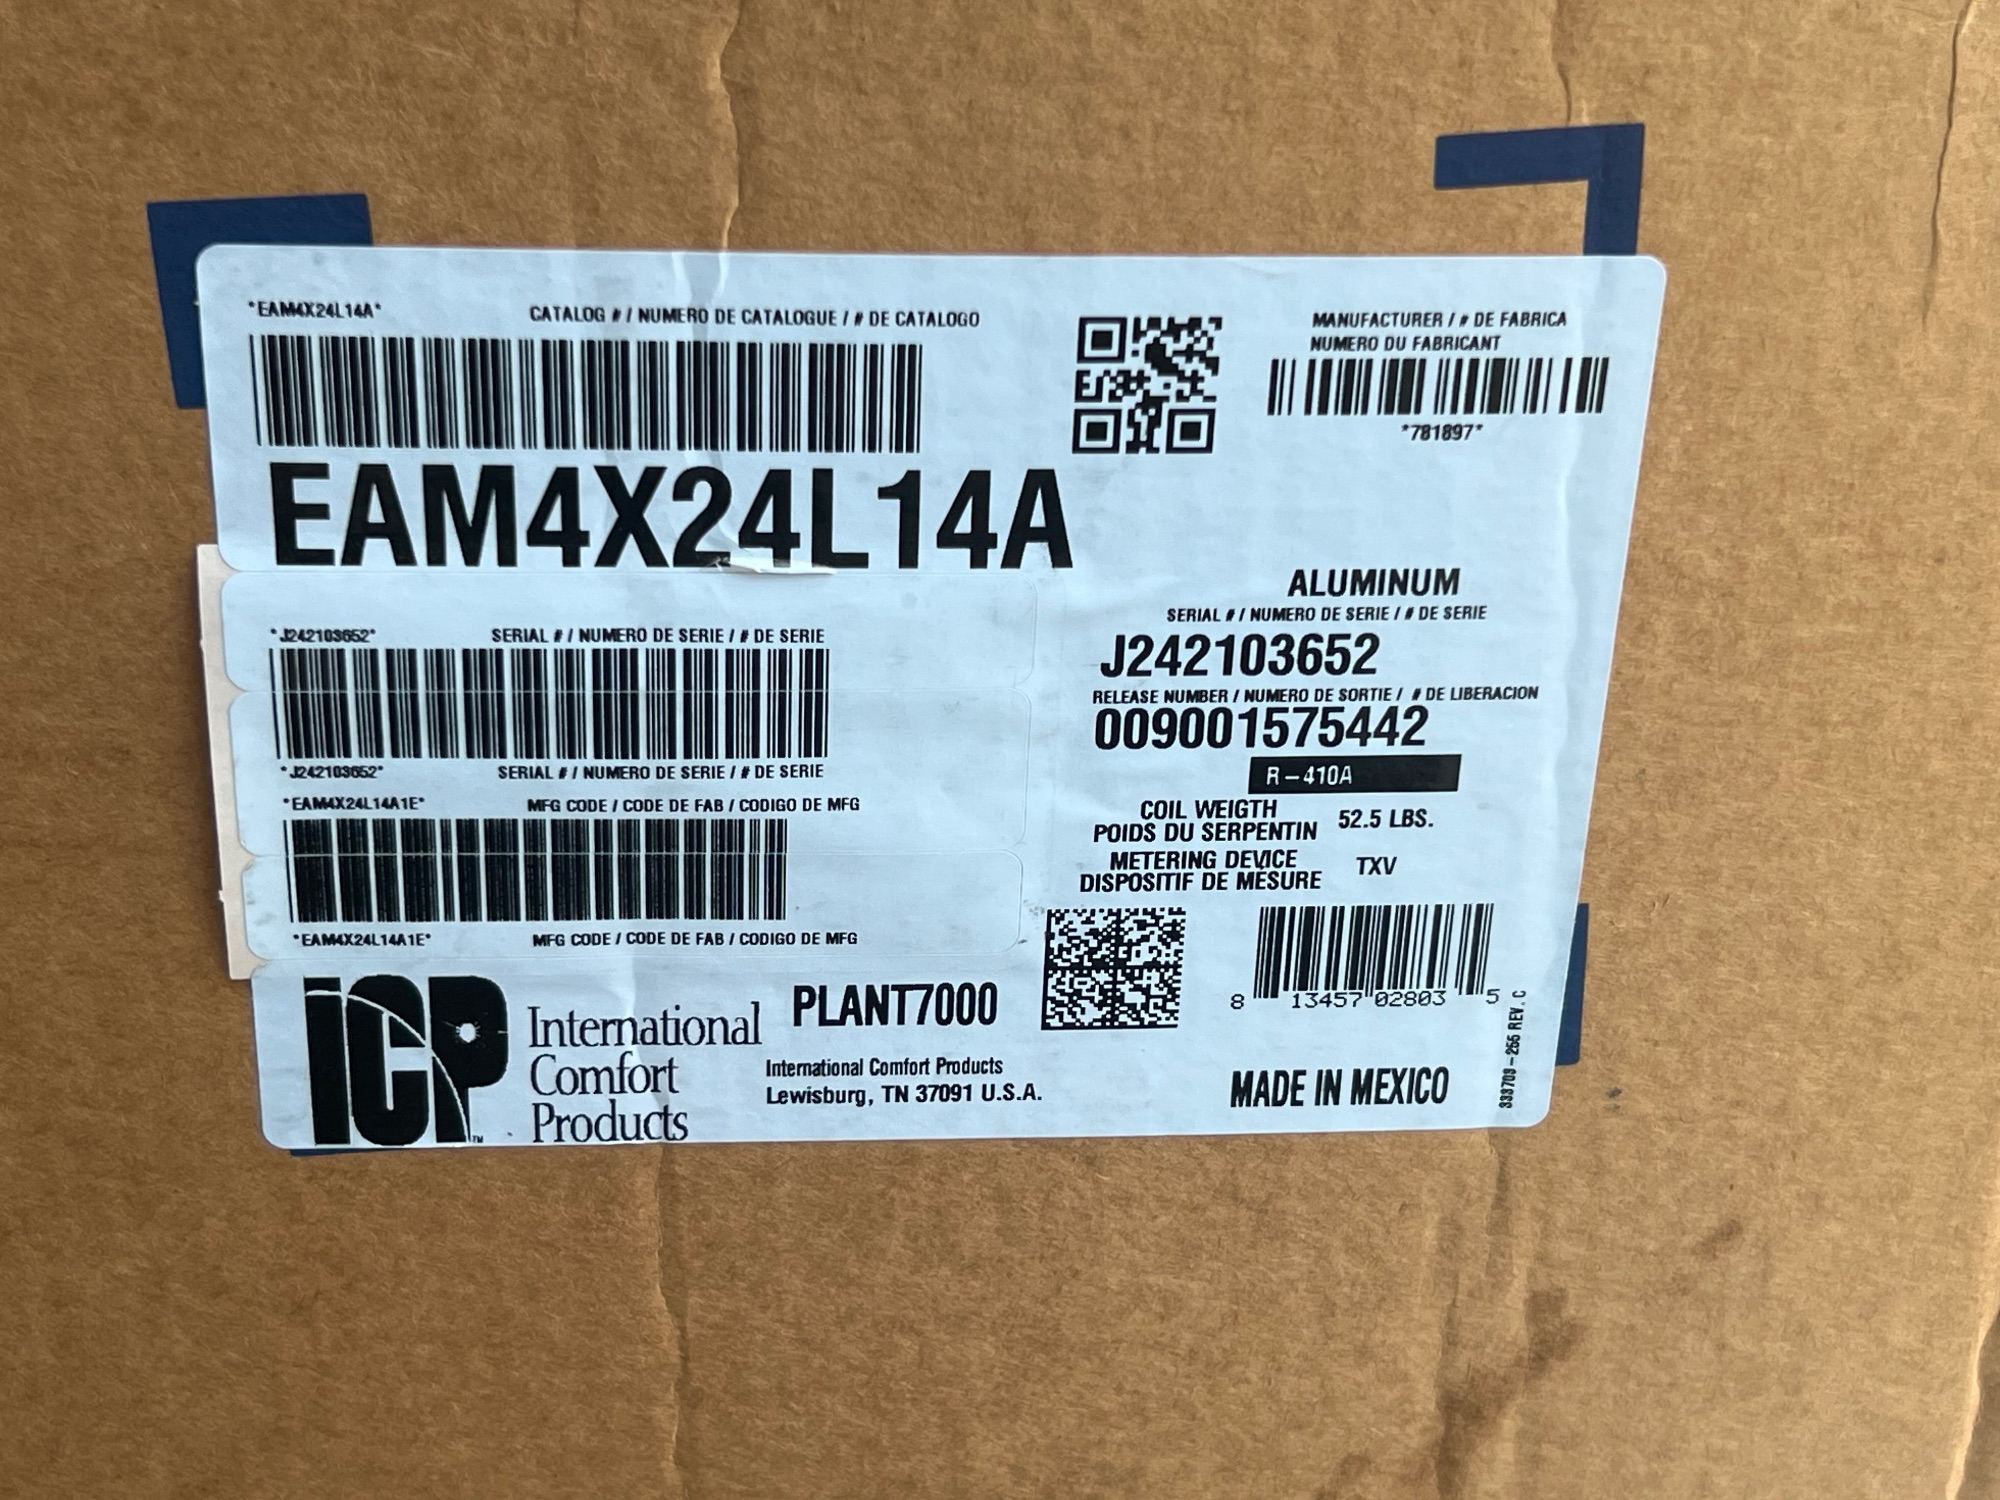 *EAM4X24L14A*
CATALOG # / NUMERO DE CATALOGUE / # DE CATALOGO
EAM4X24L14A
MANUFACTURER / # DE FABRICA
NUMERO DU FABRICANT
*781897*
*J242103652*
SERIAL # / NUMERO DE SERIE / # DE SERIE
*J242103652*
SERIAL # / NUMERO DE SERIE / # DE SERIE
*EAM4X24L14A1E*
MFG CODE / CODE DE FAB / CODIGO DE MFG
*EAM4X24L14A1E*
MFG CODE / CODE DE FAB / CODIGO DE MFG
ALUMINUM
SERIAL # / NUMERO DE SERIE / # DE SERIE
J242103652
RELEASE NUMBER / NUMERO DE SORTIE / # DE LIBERACION
009001575442
R-410A
COIL WEIGTH
POIDS DU SERPENTIN
52.5 LBS.
METERING DEVICE
DISPOSITIF DE MESURE
TXV
8 13457 02803 5
333703-255 REV. C
MADE IN MEXICO
ICP
TM
International
Comfort
Products
PLANT7000
International Comfort Products
Lewisburg, TN 37091 U.S.A.